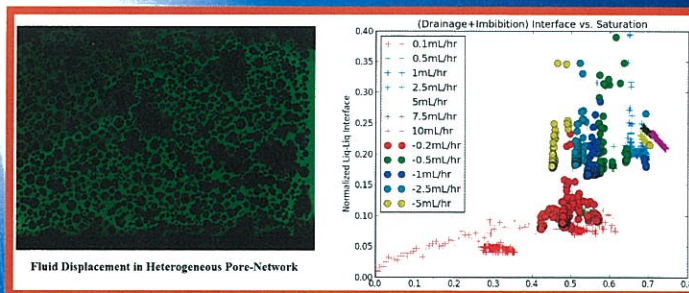 Fluid Displacement in Heterogeneous Pore-Network
(Drainage+Imbibition) Interface vs. Saturation
Normalized Liq-Liq Interface
0.40
0.35
0.30
0.25
0.20
0.15
0.10
0.05
0.00
0.1mL/hr
0.5mL/hr
1mL/hr
2.5mL/hr
5mL/hr
7.5mL/hr
10mL/hr
-0.2mL/hr
-0.5mL/hr
-1mL/hr
-2.5mL/hr
-5mL/hr
0.0 0.1 0.2 0.3 0.4 0.5 0.6 0.7 0.8